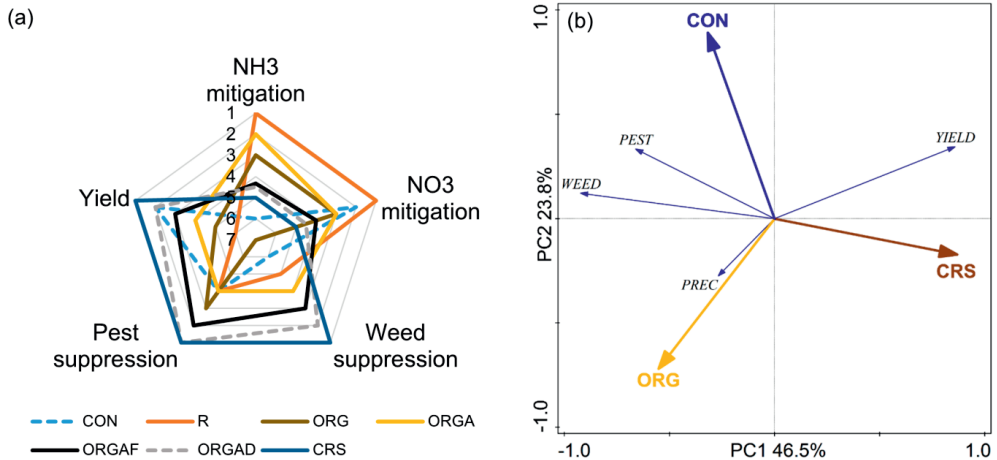 (a)
NH3
mitigation
1
2
3
4
5
6
7
NO3
mitigation
Weed
suppression
Pest
suppression
Yield
CON
R
ORG
ORGA
ORGAF
ORGAD
CRS
(b)
1.0
CON
PEST
YIELD
WEED
PREC
CRS
ORG
PC2 23.8%
-1.0
-1.0
PC1 46.5%
1.0